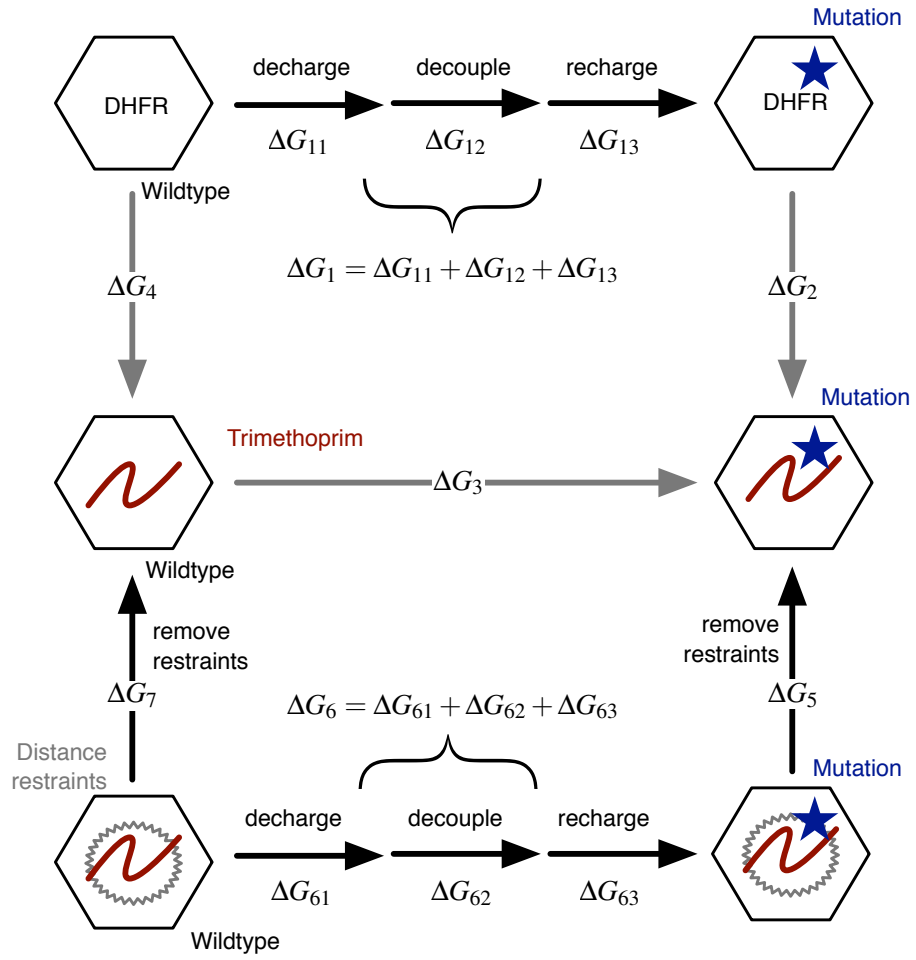 Mutation
decharge decouple recharge
DHFR
DHFR
ΔG₁₁ ΔG₁₂ ΔG₁₃
Wildtype
ΔG₁ = ΔG₁₁ + ΔG₁₂ + ΔG₁₃
ΔG₄
ΔG₂
Mutation
Trimethoprim
ΔG₃
Wildtype
remove
restraints
remove
restraints
ΔG₇
ΔG₅
ΔG₆ = ΔG₆₁ + ΔG₆₂ + ΔG₆₃
Distance
restraints
Mutation
decharge decouple recharge
ΔG₆₁ ΔG₆₂ ΔG₆₃
Wildtype